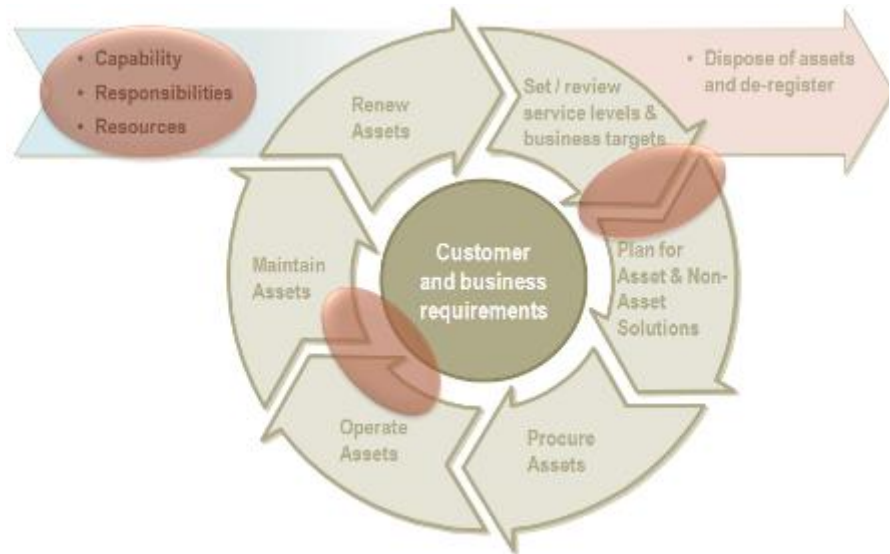 • Capability
• Responsibilities
• Resources
Renew
Assets
Set / review
service levels &
business targets
• Dispose of assets
and de-register
Maintain
Assets
Customer
and business
requirements
Plan for
Asset & Non-
Asset
Solutions
Operate
Assets
Procure
Assets